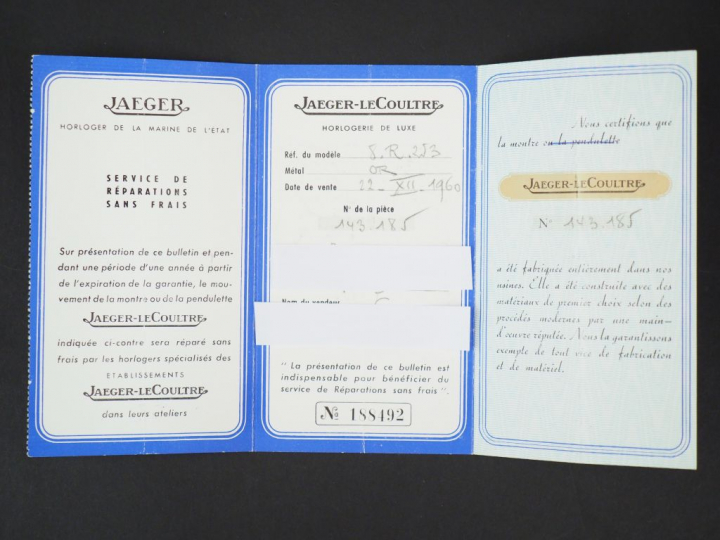 JAEGER
HORLOGER DE LA MARINE DE L'ÉTAT
SERVICE DE
RÉPARATIONS
SANS FRAIS
Sur présentation de ce bulletin et pen-
dant une période d'une année à partir
de l'expiration de la garantie, le mou-
vement de la montre ou de la pendulette
JAEGER-LECOULTRE
indiquée ci-contre sera réparé sans
frais par les horlogers spécialisés des
ETABLISSEMENTS
JAEGER-LECOULTRE
dans leurs ateliers
JAEGER-LECOULTRE
HORLOGERIE DE LUXE
Réf. du modèle
Métal OR
Date de vente 22-XII-1960
N° de la pièce
143.185
Nom du vendeur
"La présentation de ce bulletin est
indispensable pour bénéficier du
service de Réparations sans frais".
N° 188492
Nous certifions que
la montre ou la pendulette
JAEGER-LECOULTRE
N° 143.185
a été fabriquée entièrement dans nos
usines. Elle a été construite avec des
matériaux de premier choix selon des
procédés modernes par une main-
d'œuvre réputée. Nous la garantissons
exempte de tout vice de fabrication
et de matériel.